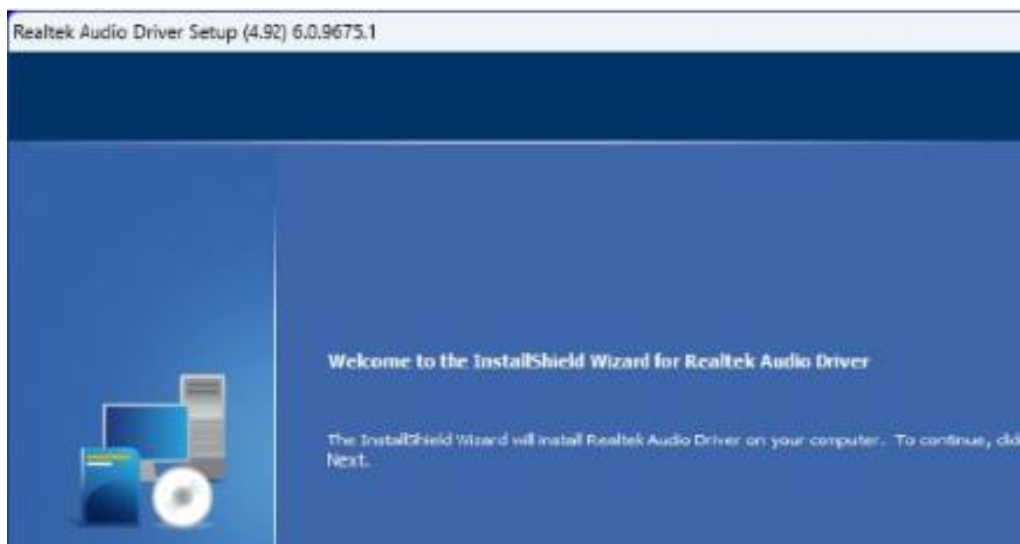 Realtek Audio Driver Setup (4.92) 6.0.9675.1
Welcome to the InstallShield Wizard for Realtek Audio Driver
The InstallShield Wizard will install Realtek Audio Driver on your computer. To continue, clic
Next.